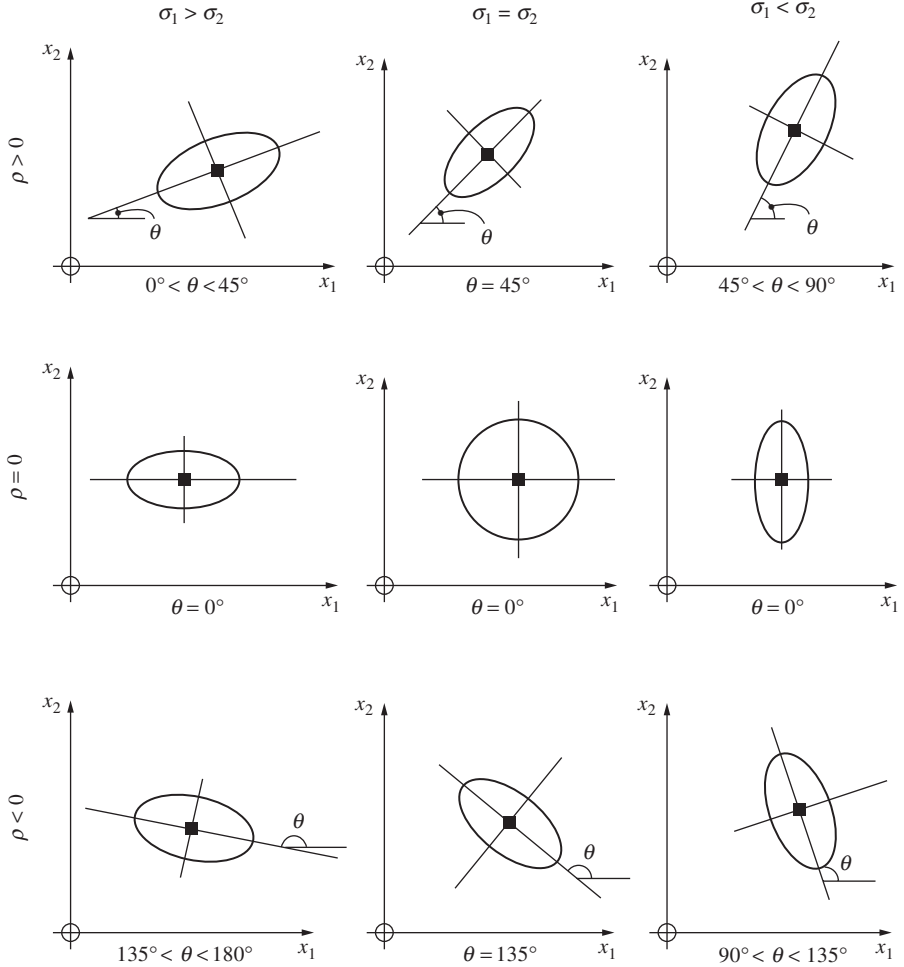 σ₁ > σ₂ σ₁ = σ₂ σ₁ < σ₂
x₂ x₂ x₂
ρ > 0
θ θ θ
x₁ x₁ x₁
0° < θ < 45° θ = 45° 45° < θ < 90°
x₂ x₂ x₂
ρ = 0
x₁ x₁ x₁
θ = 0° θ = 0° θ = 0°
x₂ x₂ x₂
ρ < 0
θ θ θ
x₁ x₁ x₁
135° < θ < 180° θ = 135° 90° < θ < 135°